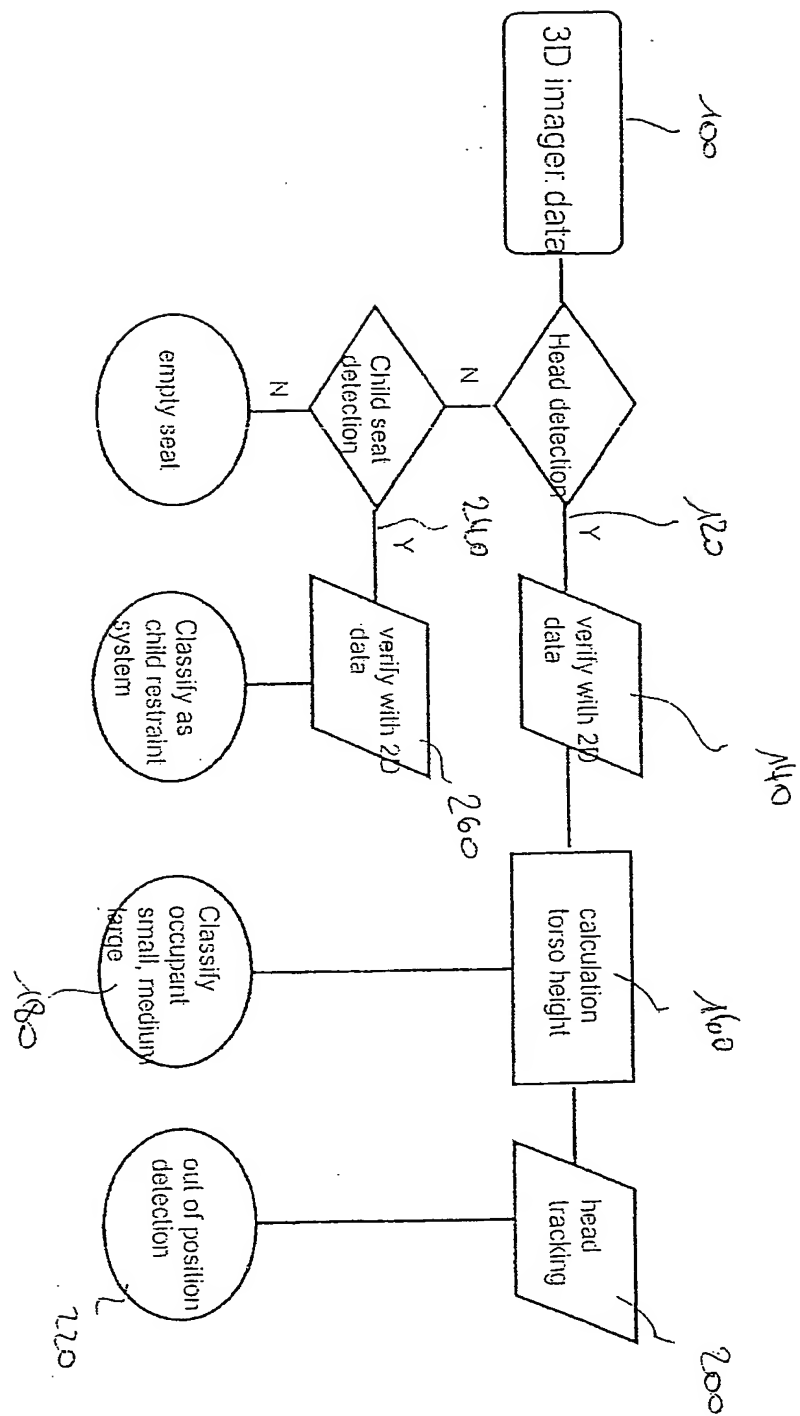 100
3D imager data
Head detection
120
Y
verify with 2D
data
140
calculation
torso height
160
head
tracking
200
N
Child seat
detection
240
Y
verify with 2D
data
260
N
empty seat
Classify as
child restraint
system
Classify
occupant
small, medium
large
180
out of position
detection
220